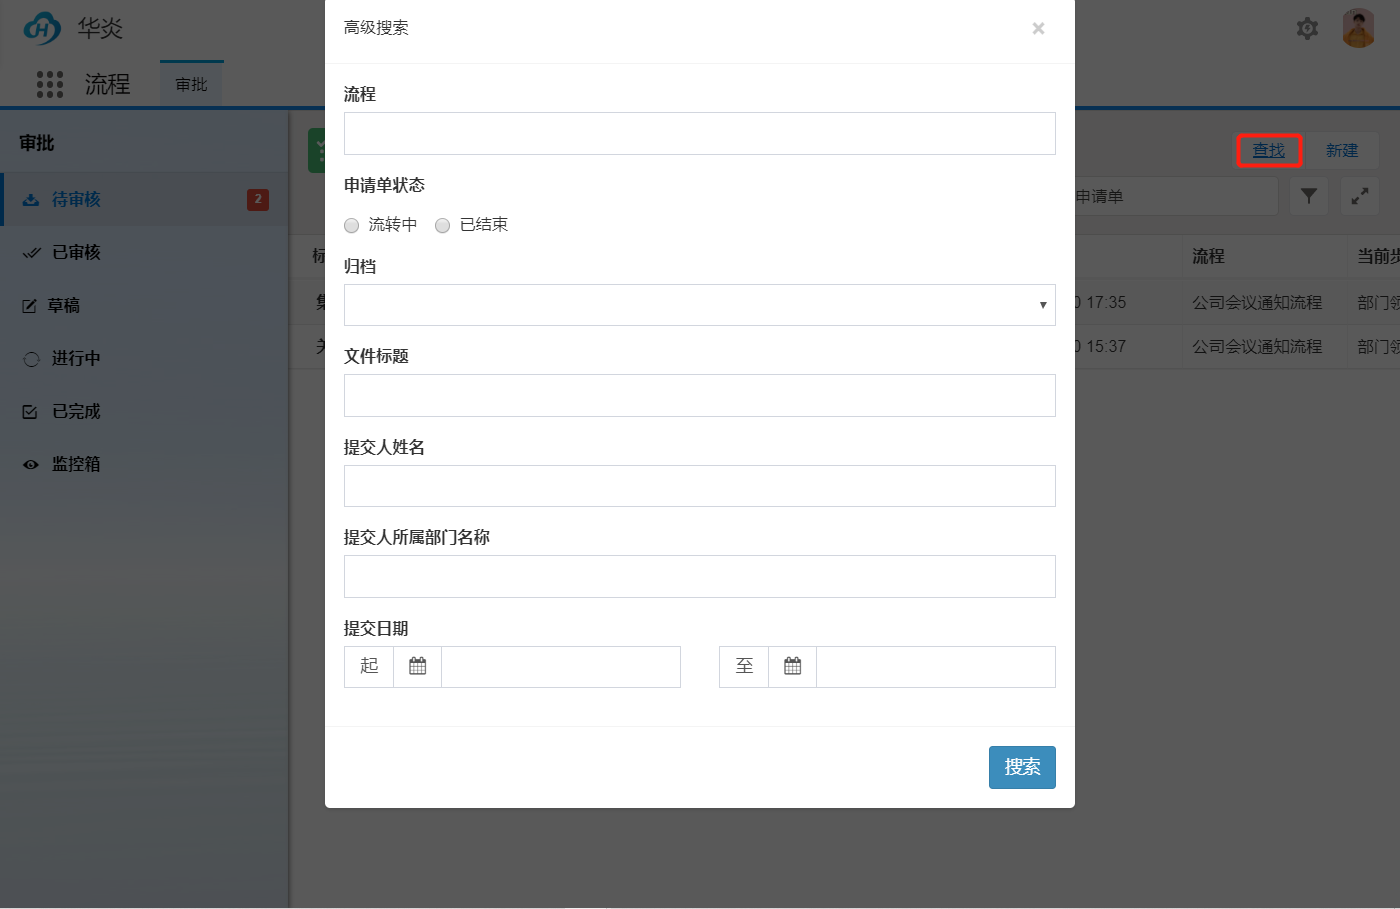 华炎
流程
审批
审批
待审核
2
已审核
草稿
进行中
已完成
监控箱
高级搜索
×
流程
申请单状态
流转中
已结束
归档
文件标题
提交人姓名
提交人所属部门名称
提交日期
起
至
搜索
查找
新建
申请单
标
流程
当前步
集
0 17:35
公司会议通知流程
部门领
关
0 15:37
公司会议通知流程
部门领